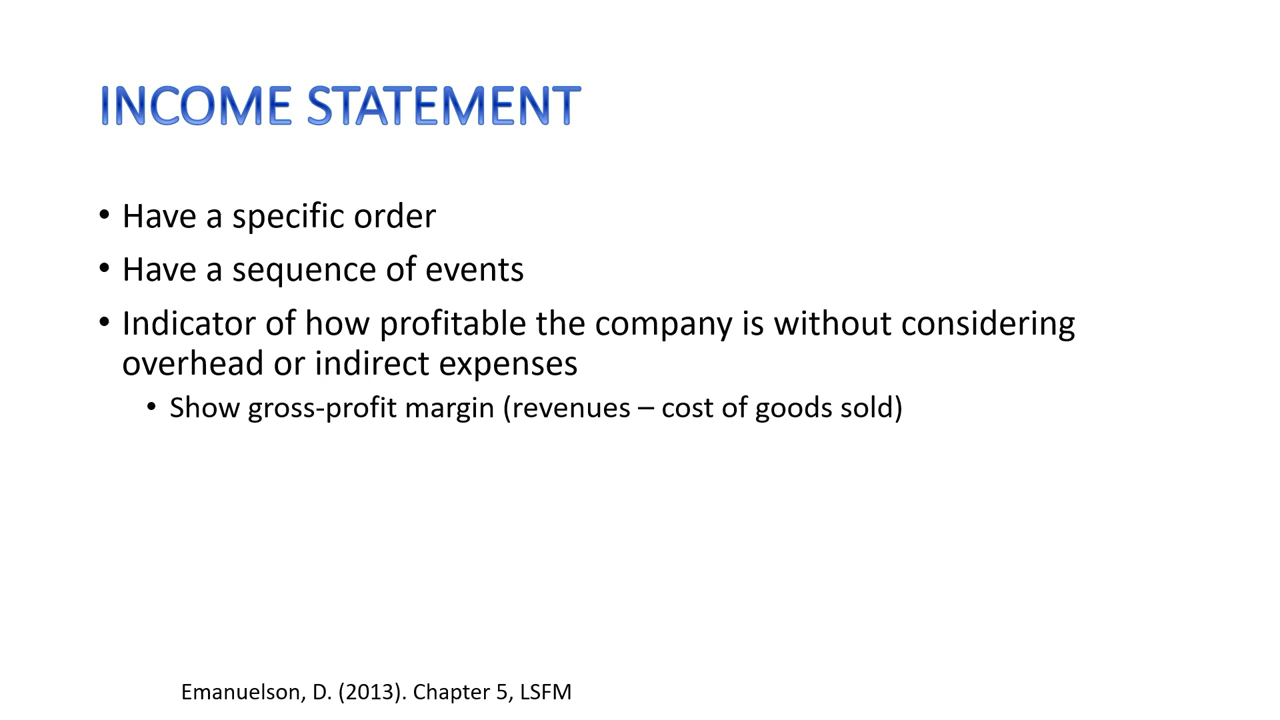 INCOME STATEMENT
• Have a specific order
• Have a sequence of events
• Indicator of how profitable the company is without considering
overhead or indirect expenses
• Show gross-profit margin (revenues – cost of goods sold)
Emanuelson, D. (2013). Chapter 5, LSFM